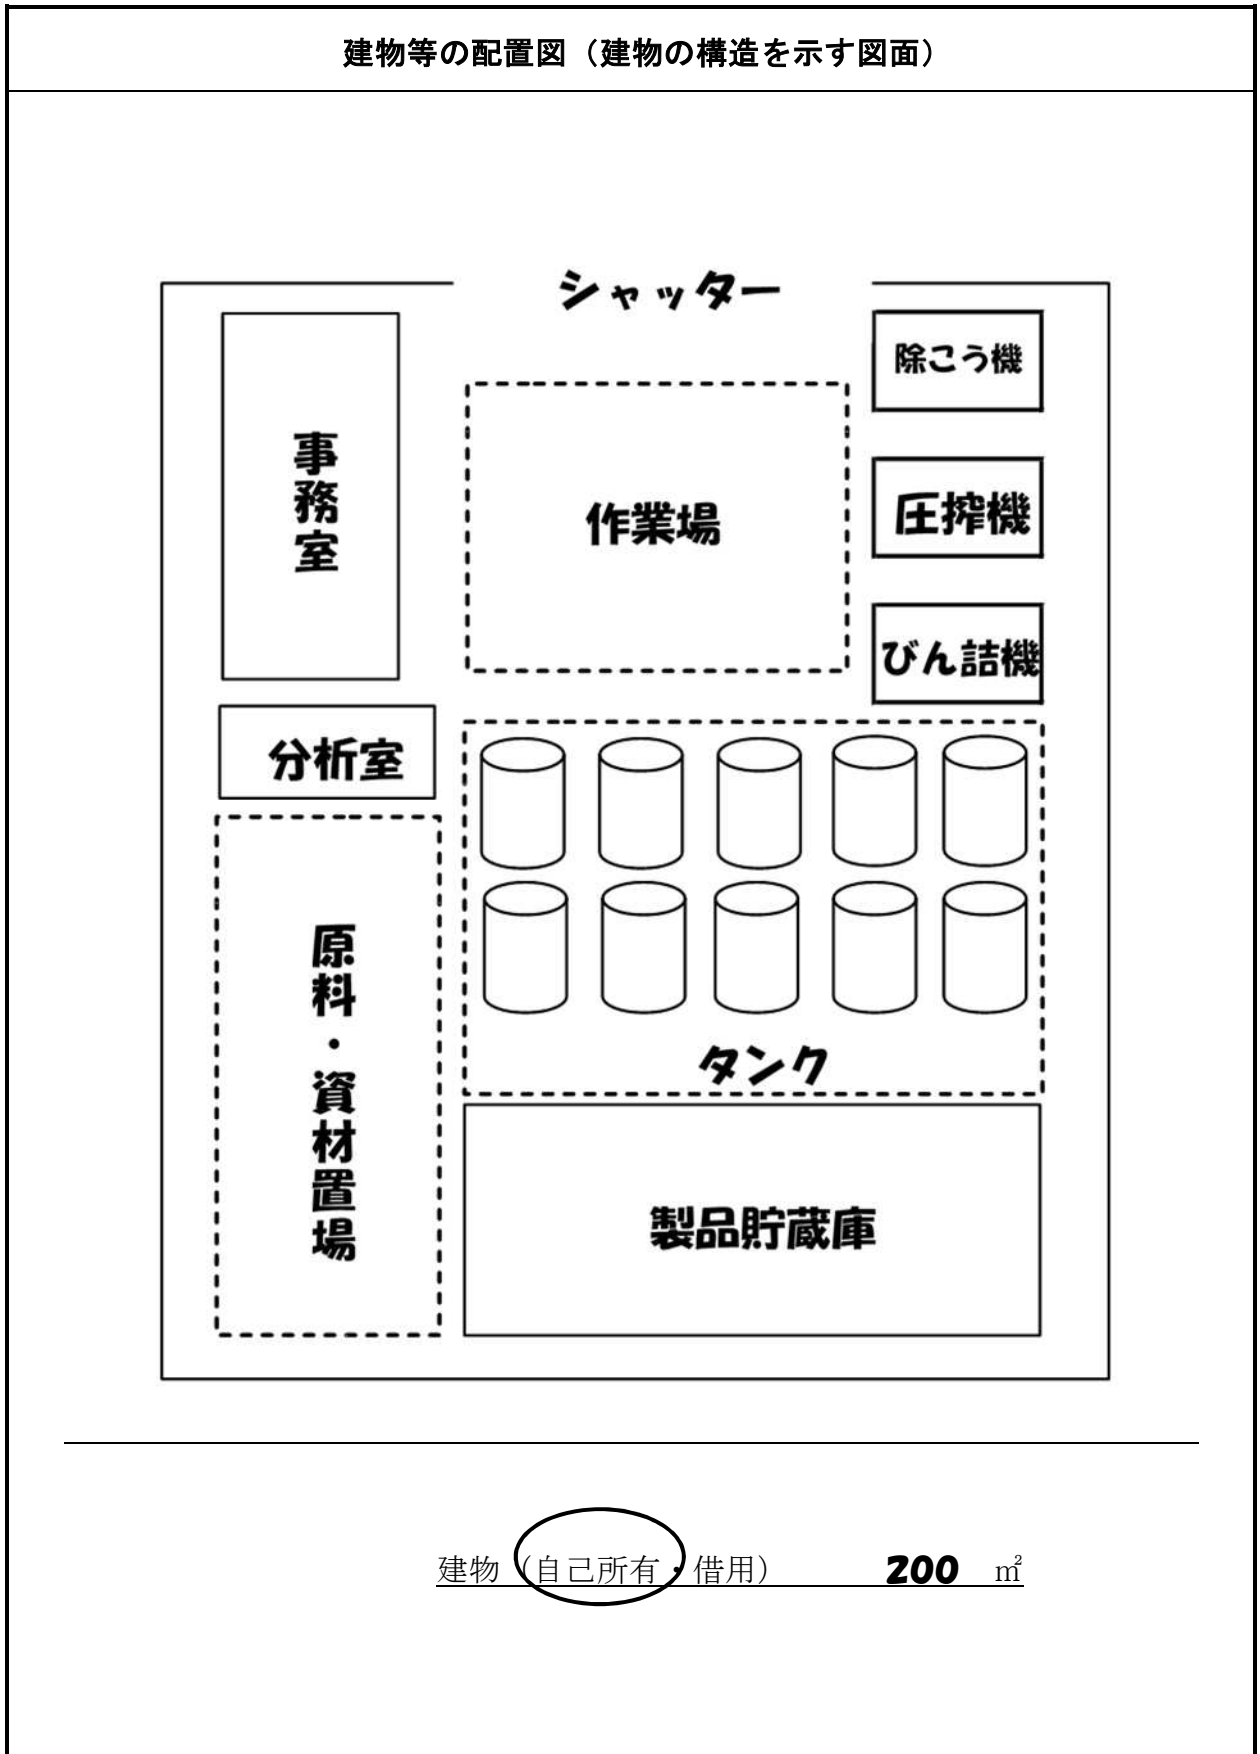 建物等の配置図（建物の構造を示す図面）
シャッター
事務室
除こう機
作業場
圧搾機
びん詰機
分析室
原料・資材置場
タンク
製品貯蔵庫
建物（自己所有・借用） 200 ㎡